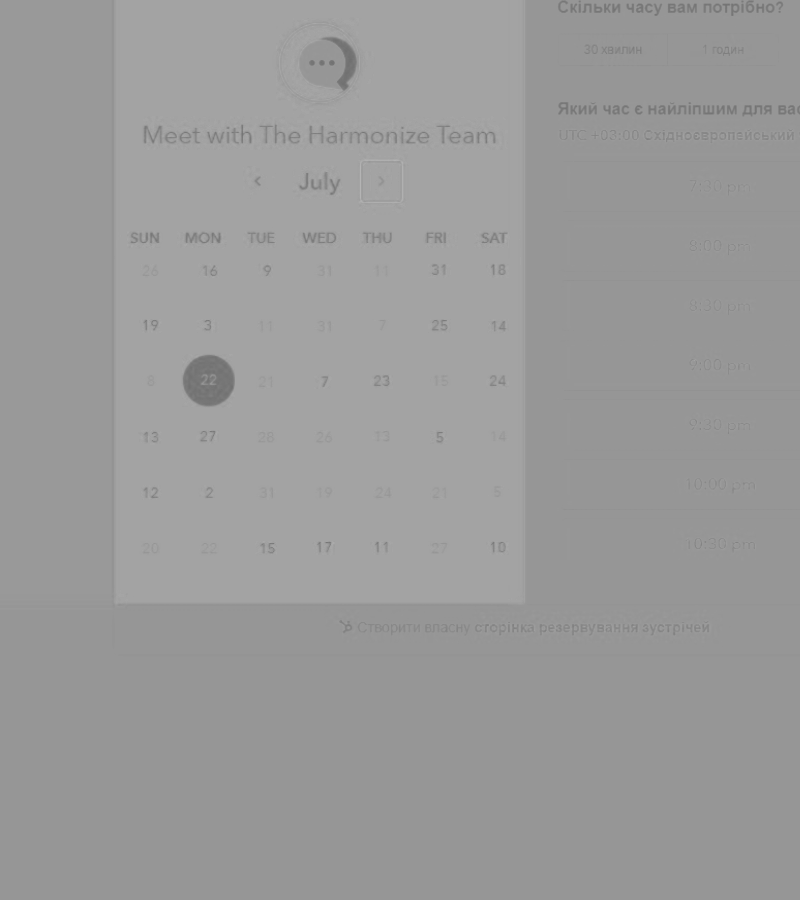 Meet with The Harmonize Team
July
SUN MON TUE WED THU FRI SAT
26 16 9 31 11 31 18
19 3 11 31 7 25 14
8 22 21 7 23 15 24
13 27 28 26 13 5 14
12 2 31 19 24 21 5
20 22 15 17 11 27 10
Скільки часу вам потрібно?
30 хвилин 1 годин
Який час є найліпшим для вас
UTC +03:00 Східноєвропейський
7:30 pm
8:00 pm
8:30 pm
9:00 pm
9:30 pm
10:00 pm
10:30 pm
Створити власну сторінка резервування зустрічей